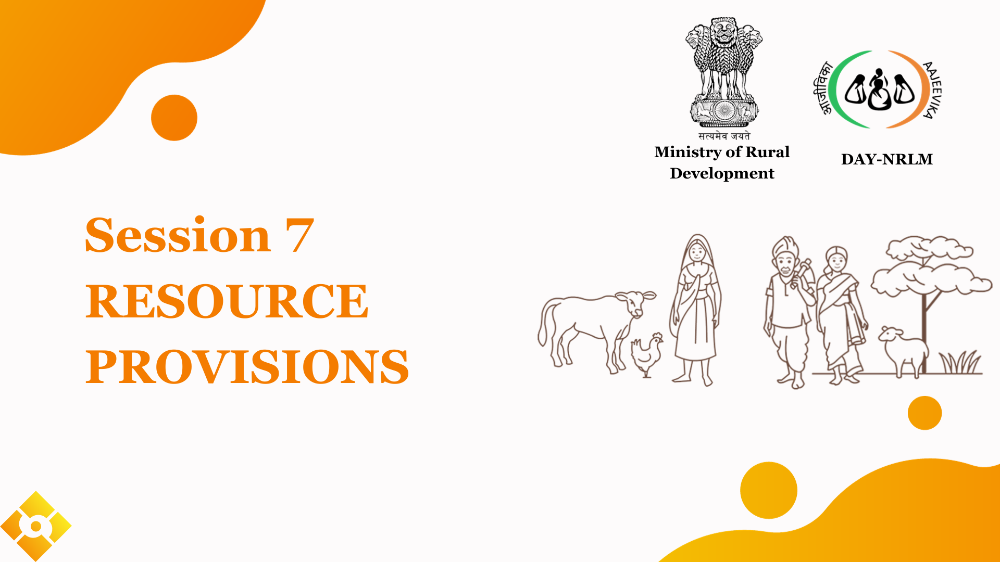 सत्यमेव जयते
Ministry of Rural
Development
आजीविका
AAJEEVIKA
DAY-NRLM
Session 7
RESOURCE
PROVISIONS